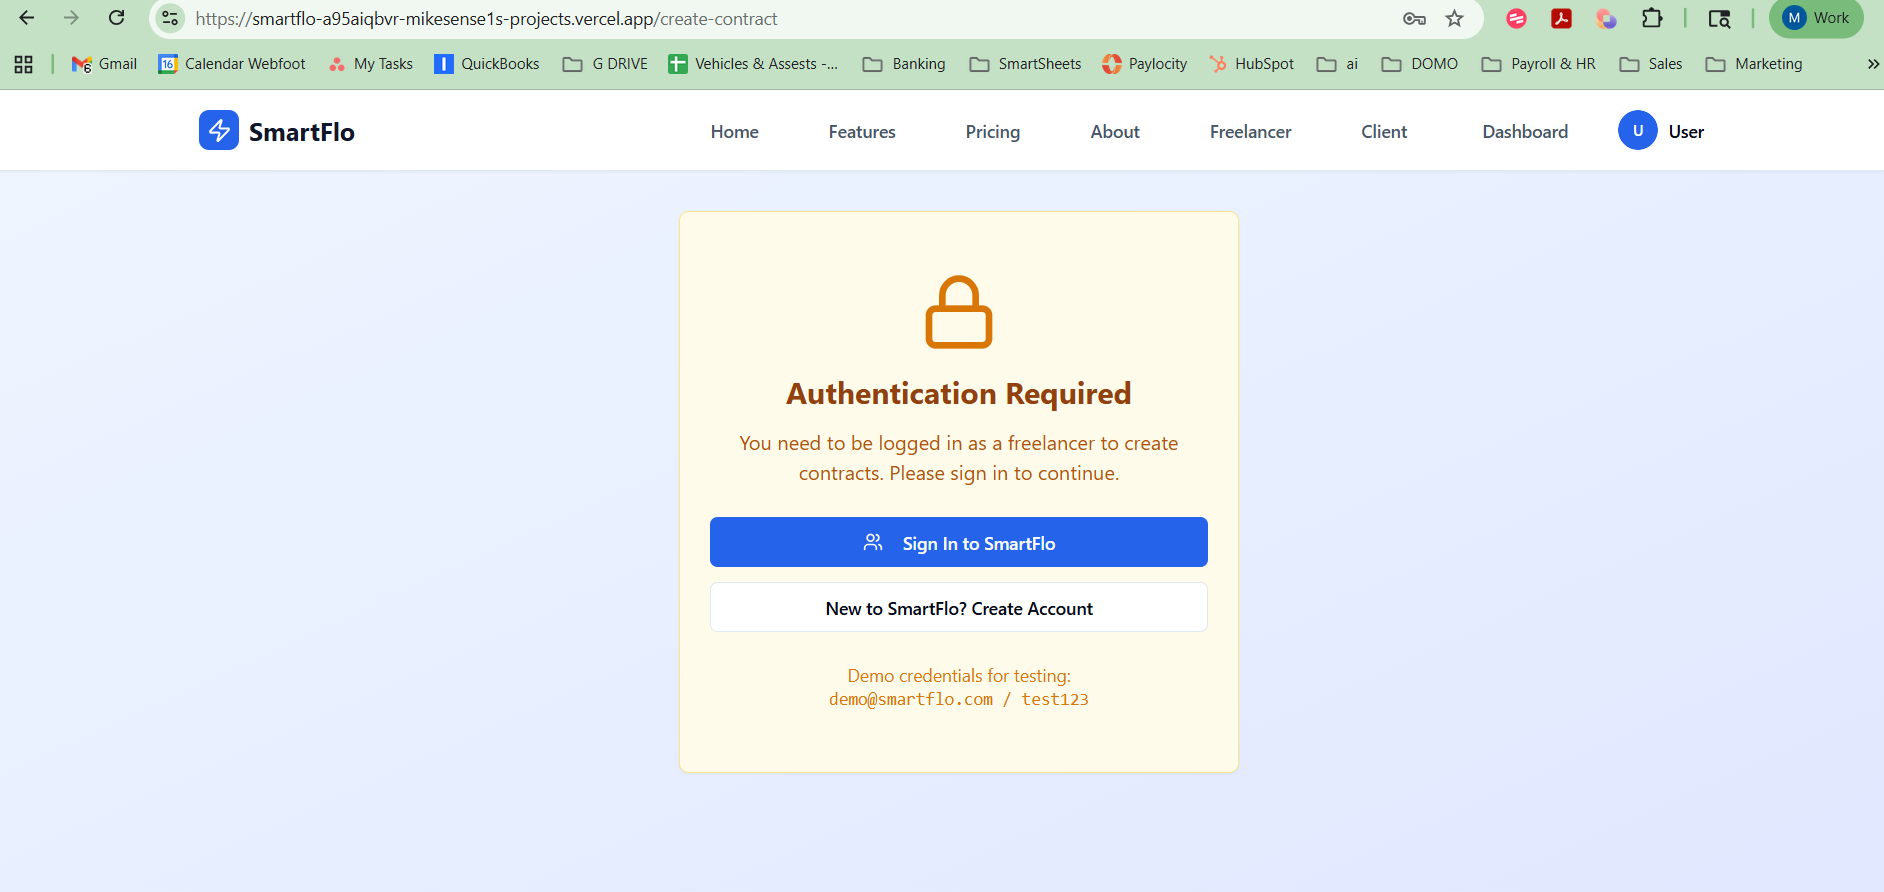 https://smartflo-a95aiqbvr-mikesense1s-projects.vercel.app/create-contract
M Work
6 Gmail
16 Calendar Webfoot
My Tasks
QuickBooks
G DRIVE
Vehicles & Assests -...
Banking
SmartSheets
Paylocity
HubSpot
ai
DOMO
Payroll & HR
Sales
Marketing
SmartFlo
Home
Features
Pricing
About
Freelancer
Client
Dashboard
U User
Authentication Required
You need to be logged in as a freelancer to create
contracts. Please sign in to continue.
Sign In to SmartFlo
New to SmartFlo? Create Account
Demo credentials for testing:
demo@smartflo.com / test123